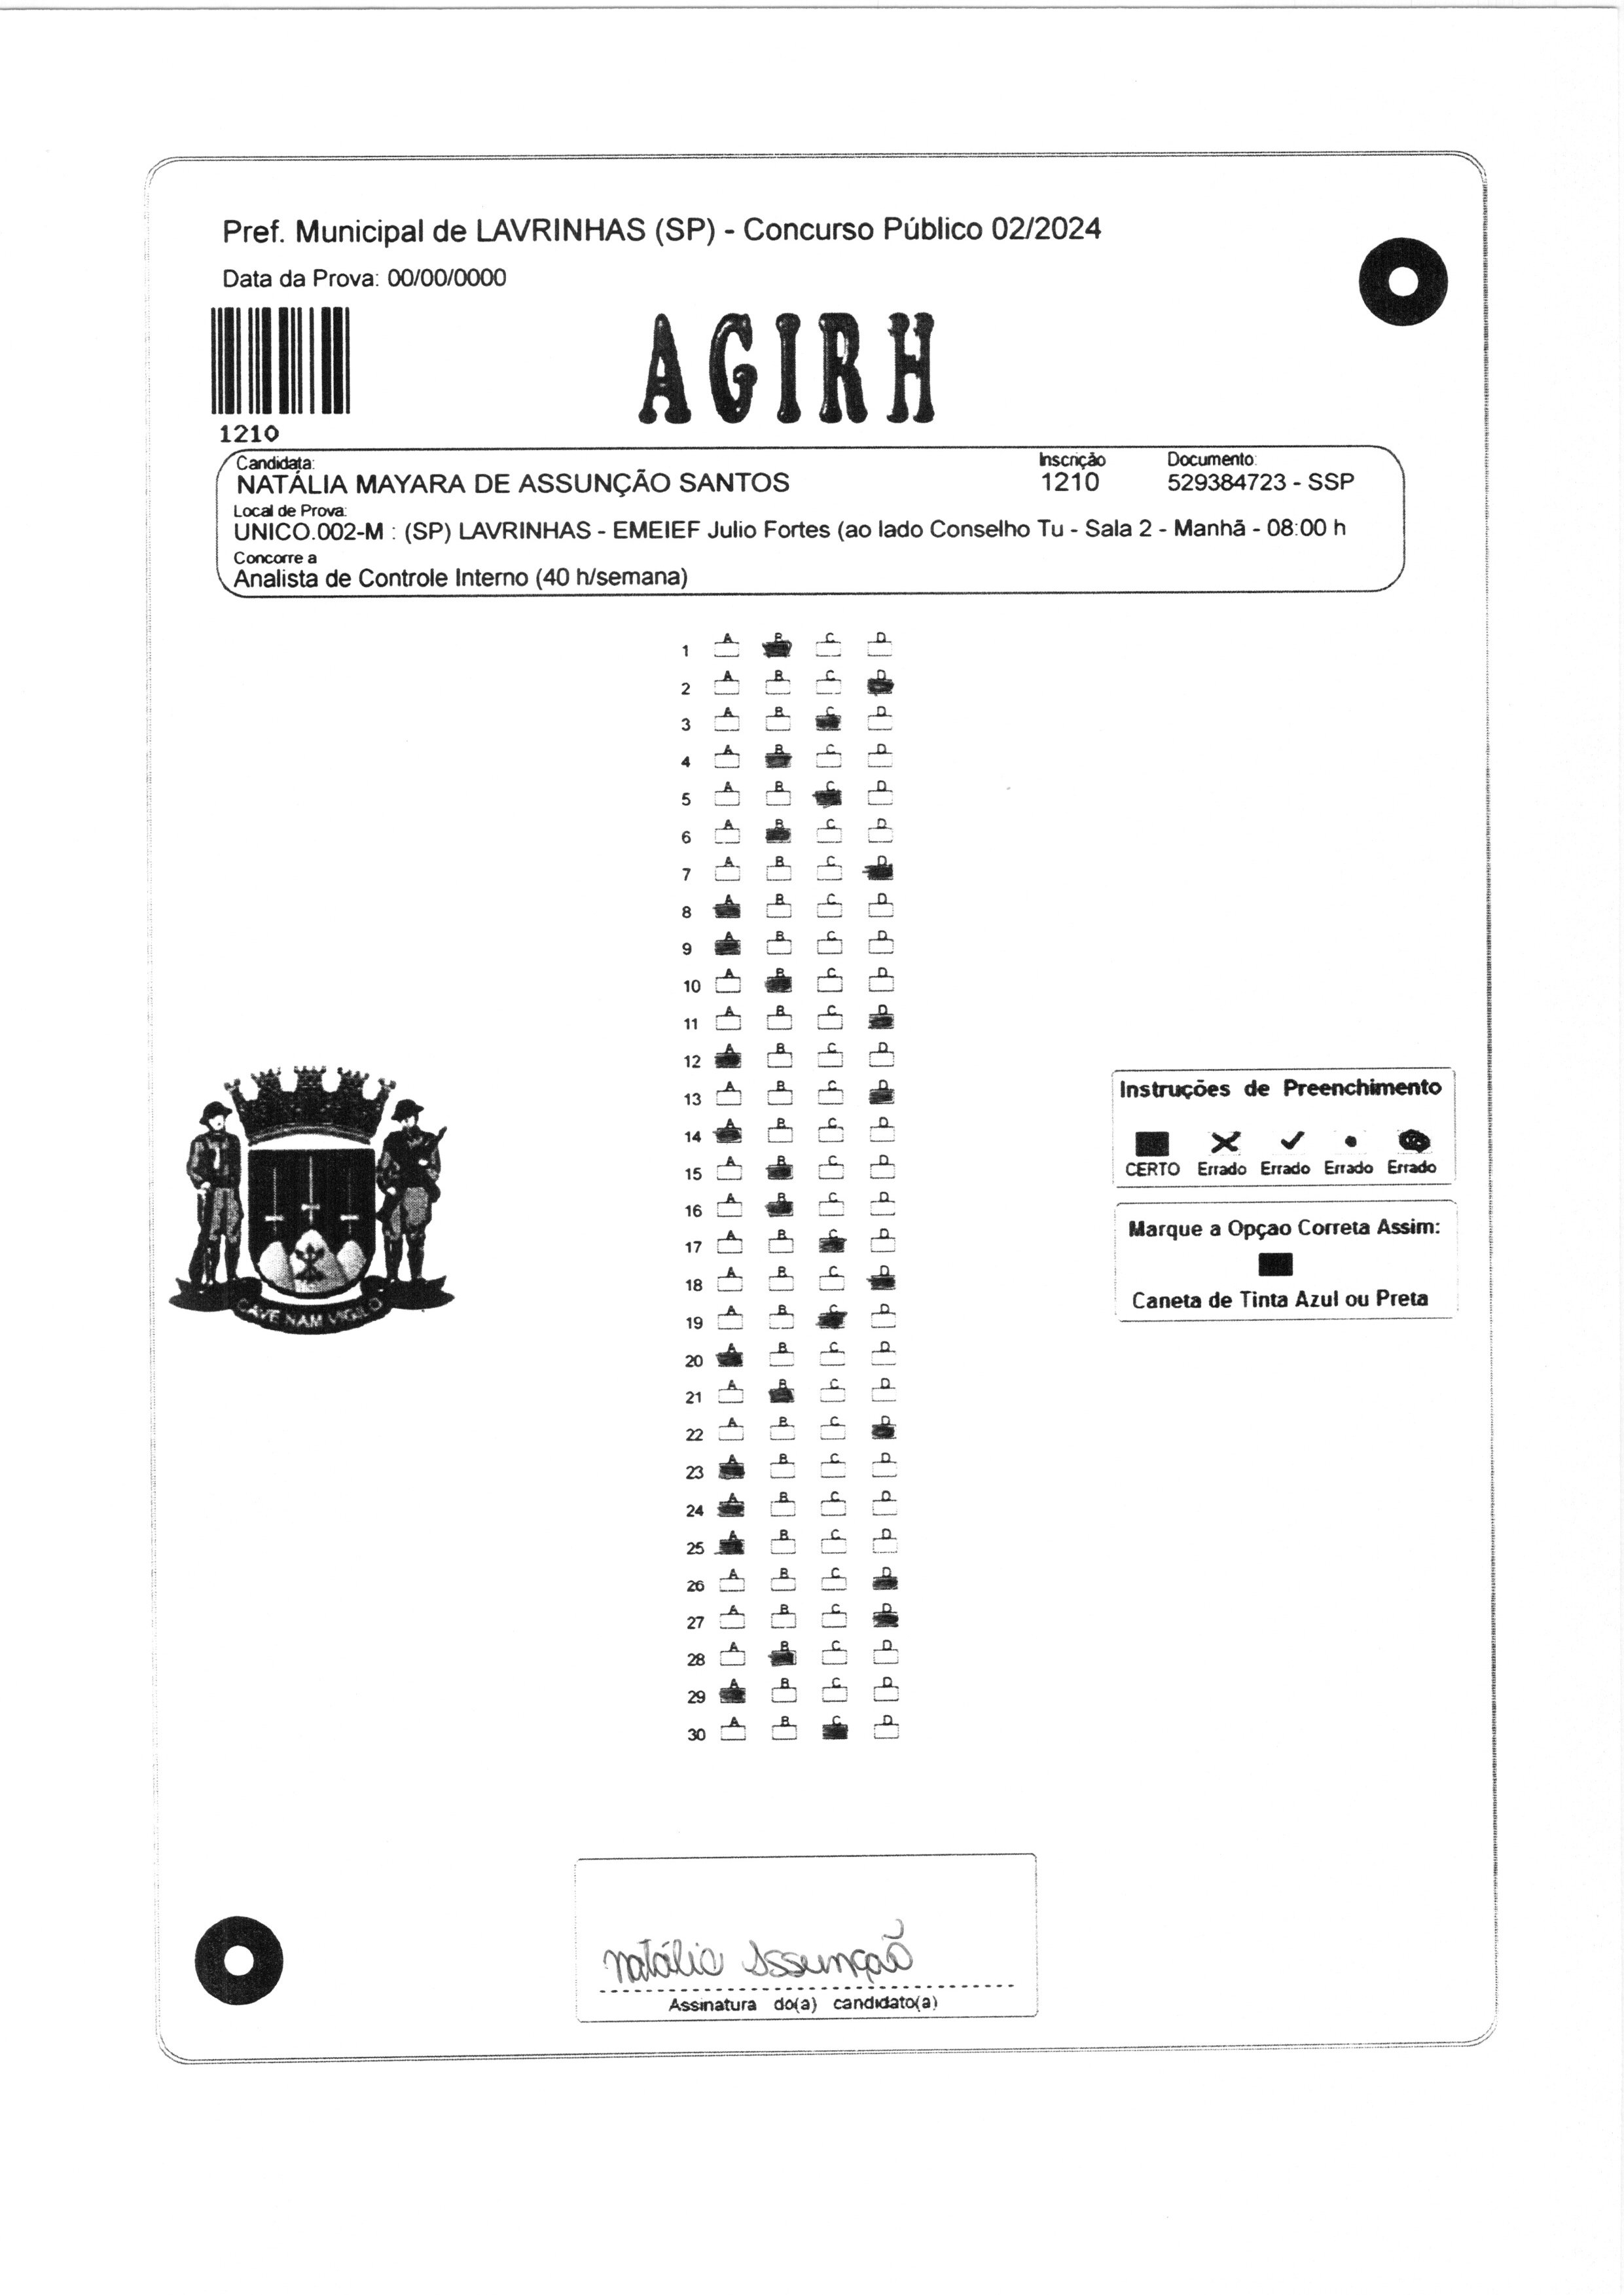 Pref. Municipal de LAVRINHAS (SP) - Concurso Público 02/2024
Data da Prova: 00/00/0000
AGIRH
1210
Candidata: Inscrição Documento:
NATÁLIA MAYARA DE ASSUNÇÃO SANTOS 1210 529384723 - SSP
Local de Prova:
UNICO.002-M : (SP) LAVRINHAS - EMEIEF Julio Fortes (ao lado Conselho Tu - Sala 2 - Manhã - 08:00 h
Concorre a
Analista de Controle Interno (40 h/semana)
1 A B C D
2 A B C D
3 A B C D
4 A B C D
5 A B C D
6 A B C D
7 A B C D
8 A B C D
9 A B C D
10 A B C D
11 A B C D
12 A B C D
13 A B C D
14 A B C D
15 A B C D
16 A B C D
17 A B C D
18 A B C D
19 A B C D
20 A B C D
21 A B C D
22 A B C D
23 A B C D
24 A B C D
25 A B C D
26 A B C D
27 A B C D
28 A B C D
29 A B C D
30 A B C D
CAVE NAM VIGILO
Instruções de Preenchimento
CERTO Errado Errado Errado Errado
Marque a Opçao Correta Assim:
Caneta de Tinta Azul ou Preta
Natália Assunção
Assinatura do(a) candidato(a)